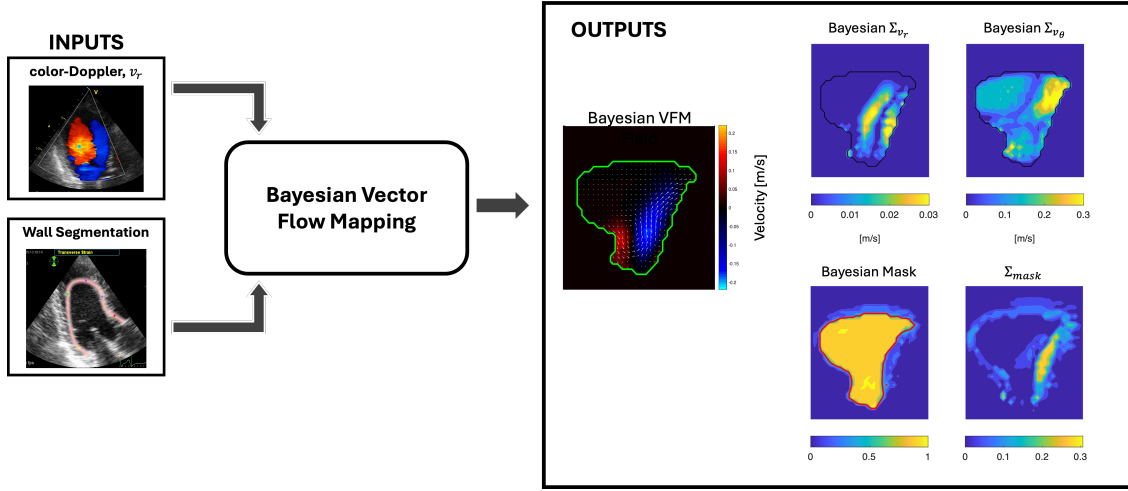 INPUTS
color-Doppler, v_r
V
Wall Segmentation
Transverse Strain
Bayesian Vector
Flow Mapping
OUTPUTS
Bayesian VFM
0.2
0.15
0.1
0.05
0
-0.05
-0.1
-0.15
-0.2
Velocity [m/s]
Bayesian Σ_{v_r}
0 0.01 0.02 0.03
[m/s]
Bayesian Σ_{v_θ}
0 0.1 0.2 0.3
[m/s]
Bayesian Mask
0 0.5 1
Σ_{mask}
0 0.1 0.2 0.3